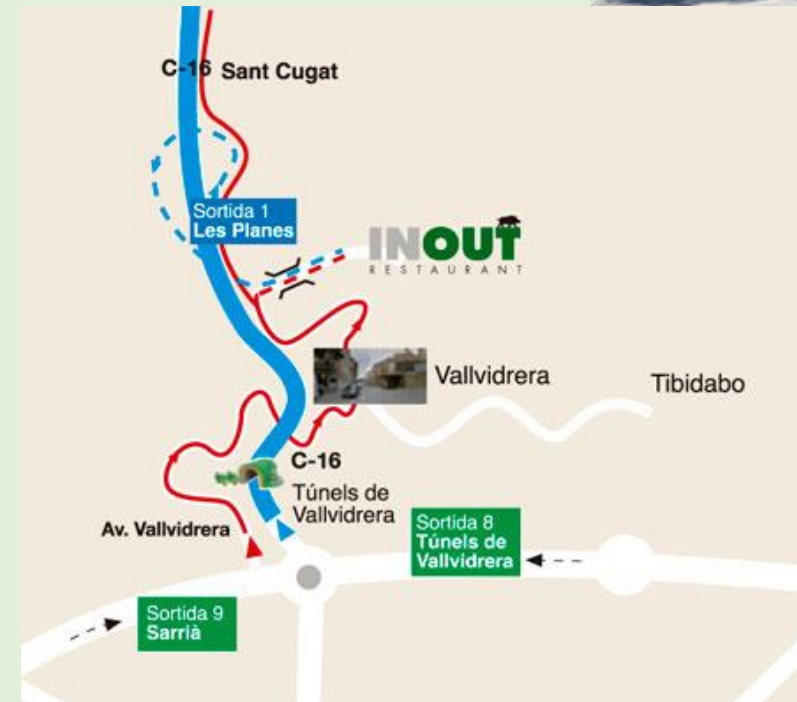 C-16 Sant Cugat
Sortida 1
Les Planes
INOUT
RESTAURANT
Vallvidrera
Tibidabo
C-16
Túnels de
Vallvidrera
Av. Vallvidrera
Sortida 8
Túnels de
Vallvidrera
Sortida 9
Sarrià